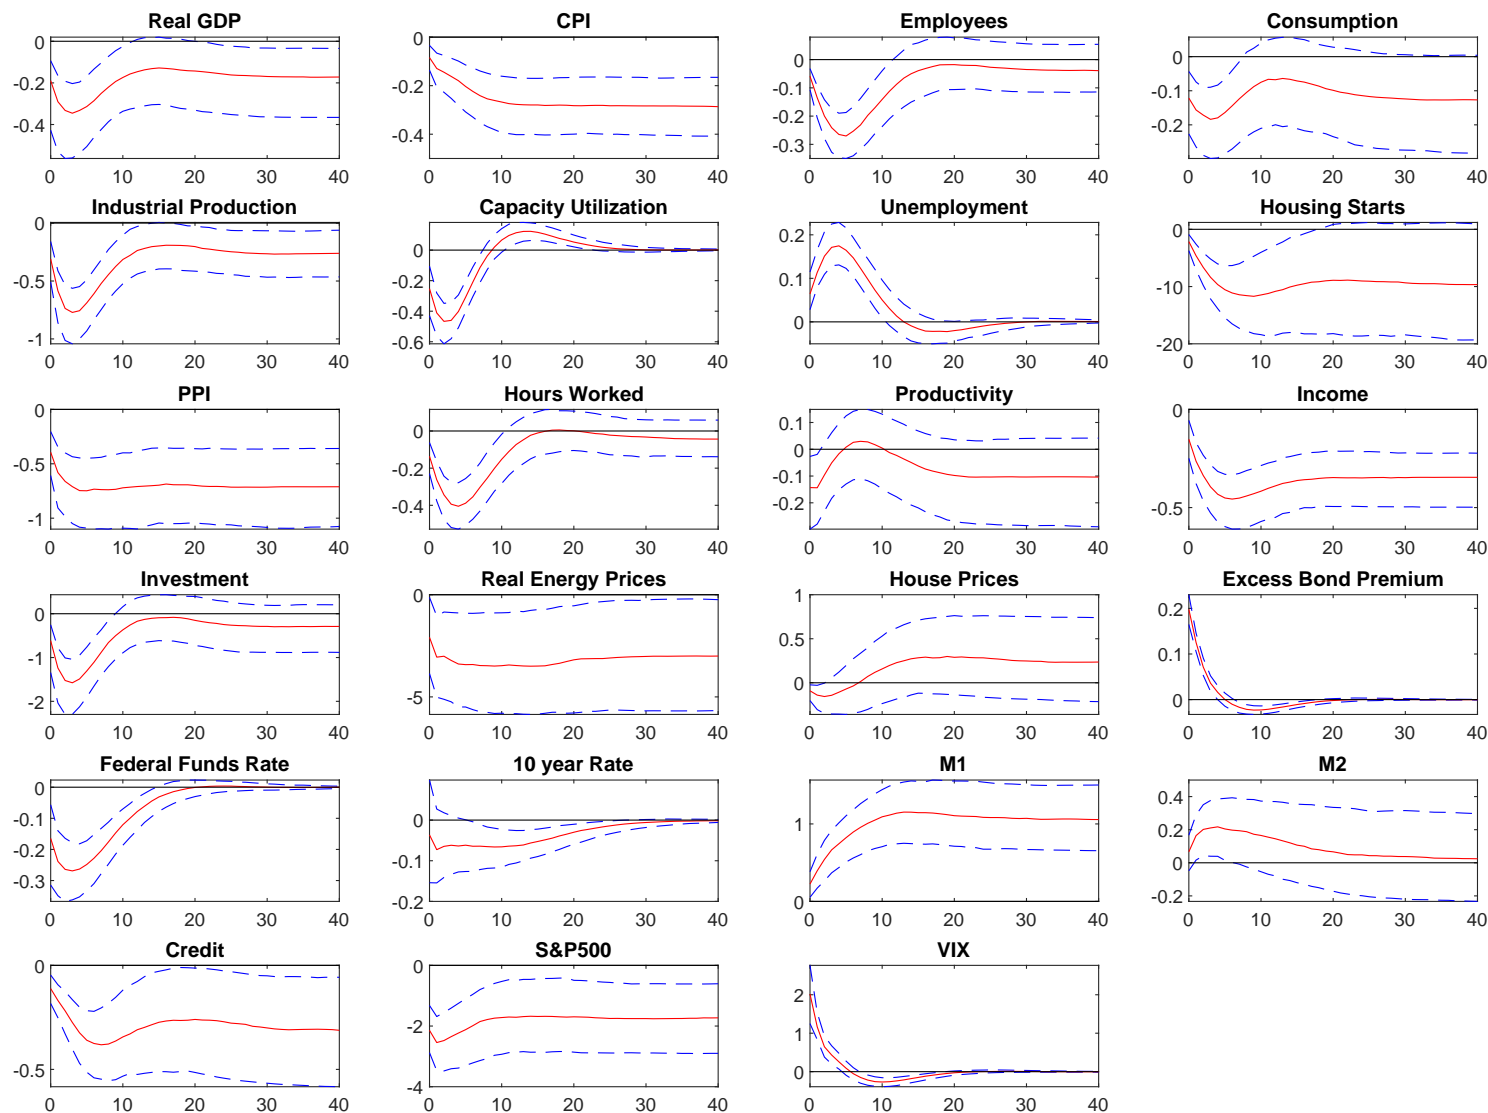 Real GDP CPI Employees Consumption
0 0 0 0
-0.2 -0.2 -0.1 -0.1
-0.4 -0.4 -0.2 -0.2
-0.3
0 10 20 30 40 0 10 20 30 40 0 10 20 30 40 0 10 20 30 40
Industrial Production Capacity Utilization Unemployment Housing Starts
0 0 0.2 0
-0.5 -0.2 0.1 -10
-1 -0.4 0 -20
-0.6
0 10 20 30 40 0 10 20 30 40 0 10 20 30 40 0 10 20 30 40
PPI Hours Worked Productivity Income
0 0 0.1 0
-0.5 -0.2 0 -0.5
-1 -0.4 -0.1
-0.2
0 10 20 30 40 0 10 20 30 40 0 10 20 30 40 0 10 20 30 40
Investment Real Energy Prices House Prices Excess Bond Premium
0 0 1 0.2
-1 -5 0.5 0.1
-2 0 0
0 10 20 30 40 0 10 20 30 40 0 10 20 30 40 0 10 20 30 40
Federal Funds Rate 10 year Rate M1 M2
0 0 1 0.4
-0.1 -0.1 0 0.2
-0.2 -0.2 0
-0.3 -0.2
0 10 20 30 40 0 10 20 30 40 0 10 20 30 40 0 10 20 30 40
Credit S&P500 VIX
0 0 2
-0.5 -2 1
-4 0
0 10 20 30 40 0 10 20 30 40 0 10 20 30 40